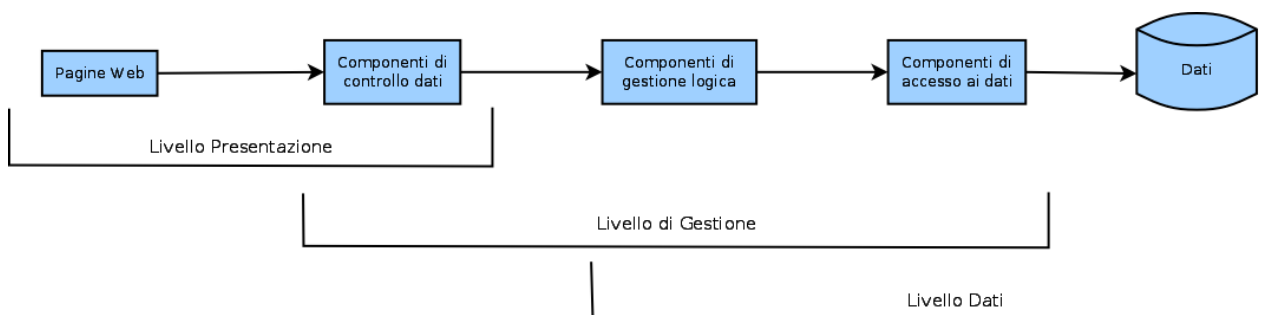 Pagine Web
Componenti di
controllo dati
Componenti di
gestione logica
Componenti di
accesso ai dati
Dati
Livello Presentazione
Livello di Gestione
Livello Dati